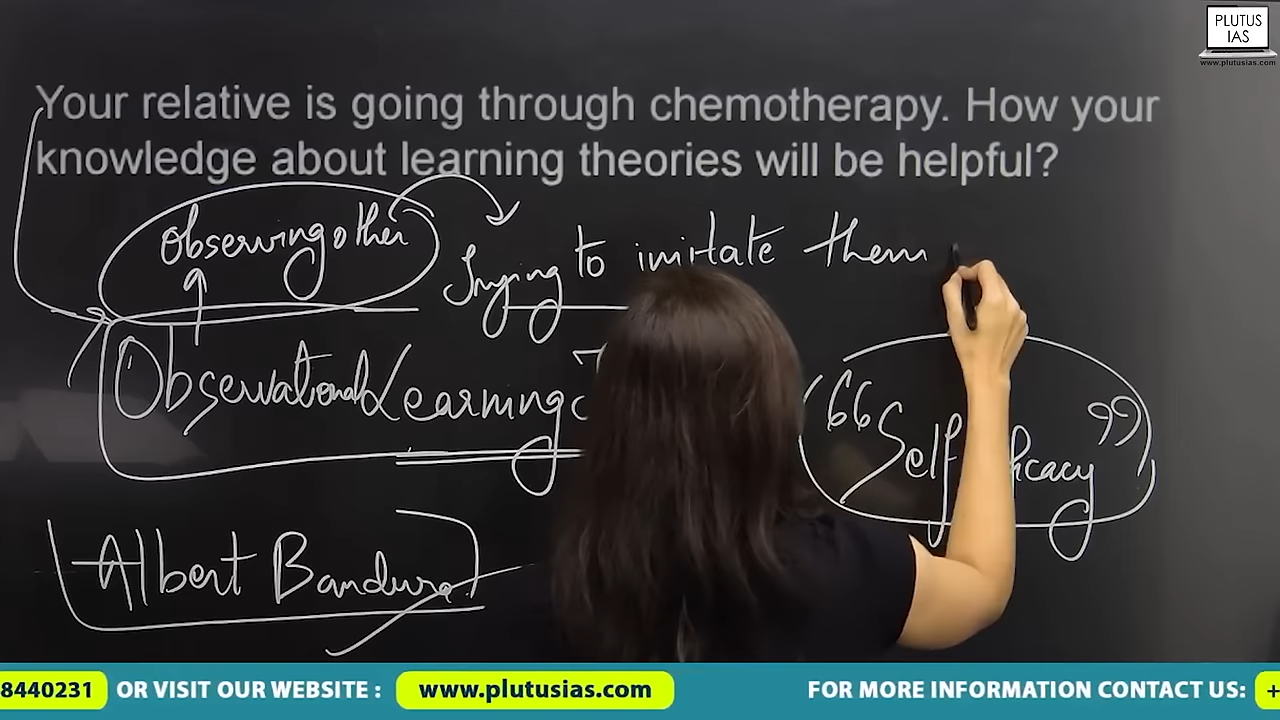 PLUTUS
IAS
www.plutusias.com
Your relative is going through chemotherapy. How your
knowledge about learning theories will be helpful?
Observing other
Trying to imitate them
Observational Learning
“Self
Albert Bandura
8440231
OR VISIT OUR WEBSITE :
www.plutusias.com
FOR MORE INFORMATION CONTACT US:
+